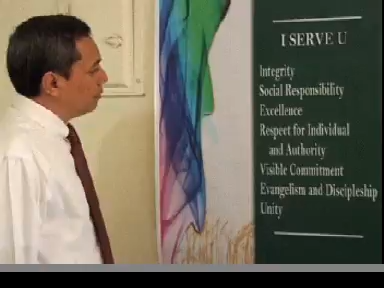 I SERVE U
Integrity
Social Responsibility
Excellence
Respect for Individual
and Authority
Visible Commitment
Evangelism and Discipleship
Unity